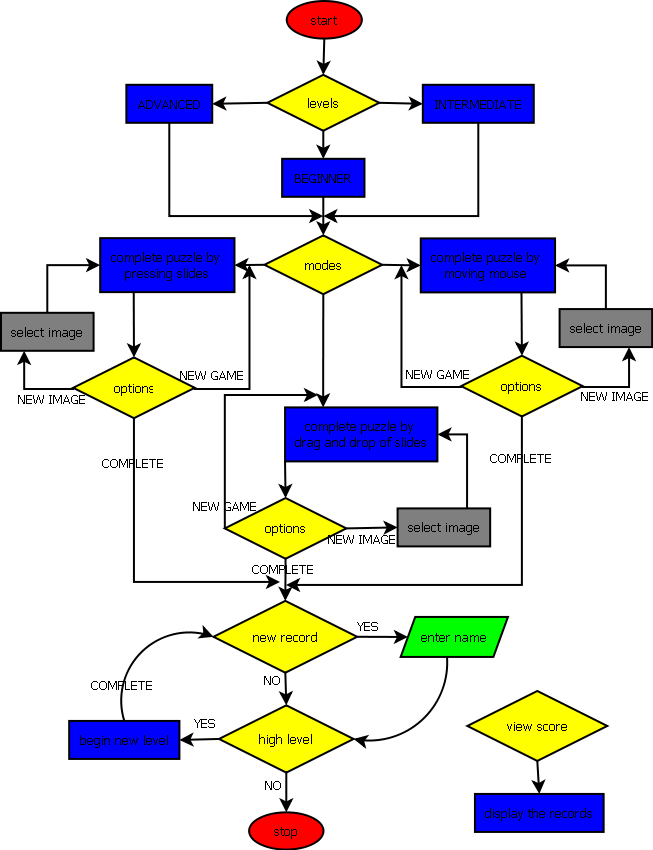 start
levels
ADVANCED
INTERMEDIATE
BEGINNER
complete puzzle by
pressing slides
modes
complete puzzle by
moving mouse
select image
select image
options
NEW GAME
NEW IMAGE
NEW GAME
options
NEW IMAGE
complete puzzle by
drag and drop of slides
COMPLETE
COMPLETE
NEW GAME
options
NEW IMAGE
select image
COMPLETE
new record
YES
enter name
NO
COMPLETE
begin new level
YES
high level
view score
NO
stop
display the records